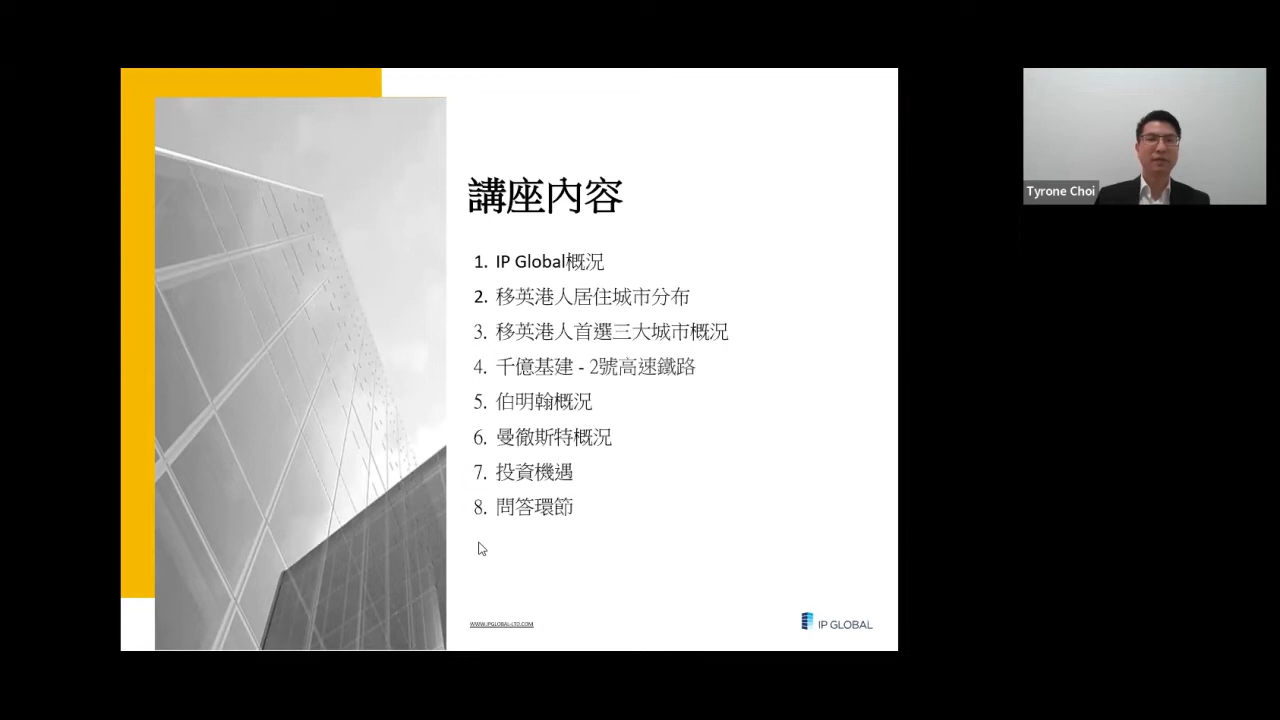 講座內容
1. IP Global概況
2. 移英港人居住城市分布
3. 移英港人首選三大城市概況
4. 千億基建 - 2號高速鐵路
5. 伯明翰概況
6. 曼徹斯特概況
7. 投資機遇
8. 問答環節
WWW.IPGLOBAL-LTD.COM
IP GLOBAL
Tyrone Choi